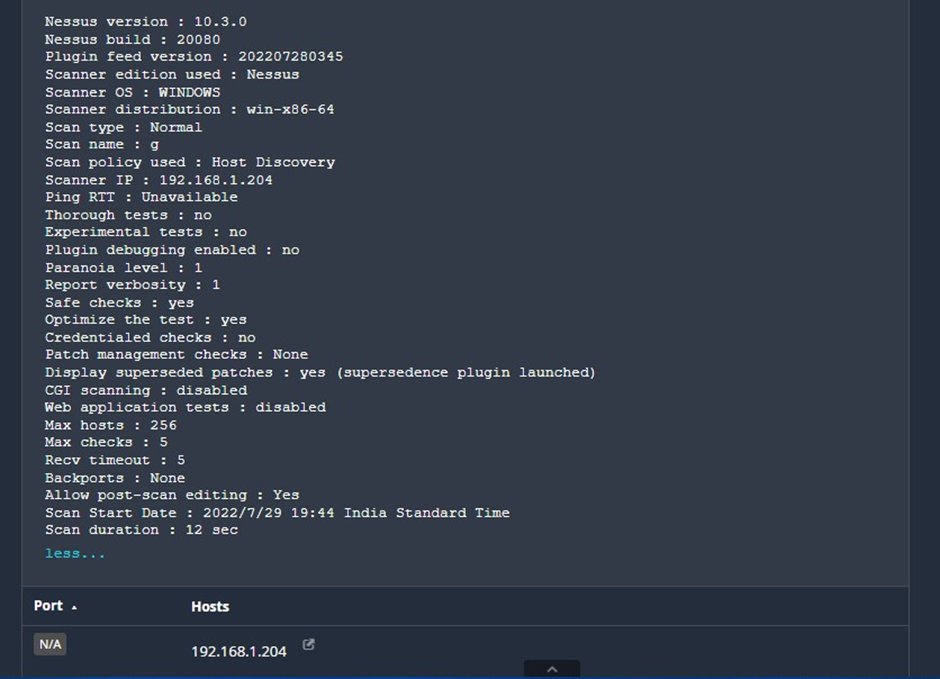 Nessus version : 10.3.0
Nessus build : 20080
Plugin feed version : 202207280345
Scanner edition used : Nessus
Scanner OS : WINDOWS
Scanner distribution : win-x86-64
Scan type : Normal
Scan name : g
Scan policy used : Host Discovery
Scanner IP : 192.168.1.204
Ping RTT : Unavailable
Thorough tests : no
Experimental tests : no
Plugin debugging enabled : no
Paranoia level : 1
Report verbosity : 1
Safe checks : yes
Optimize the test : yes
Credentialed checks : no
Patch management checks : None
Display superseded patches : yes (supersedence plugin launched)
CGI scanning : disabled
Web application tests : disabled
Max hosts : 256
Max checks : 5
Recv timeout : 5
Backports : None
Allow post-scan editing : Yes
Scan Start Date : 2022/7/29 19:44 India Standard Time
Scan duration : 12 sec
less...
Port Hosts
N/A 192.168.1.204